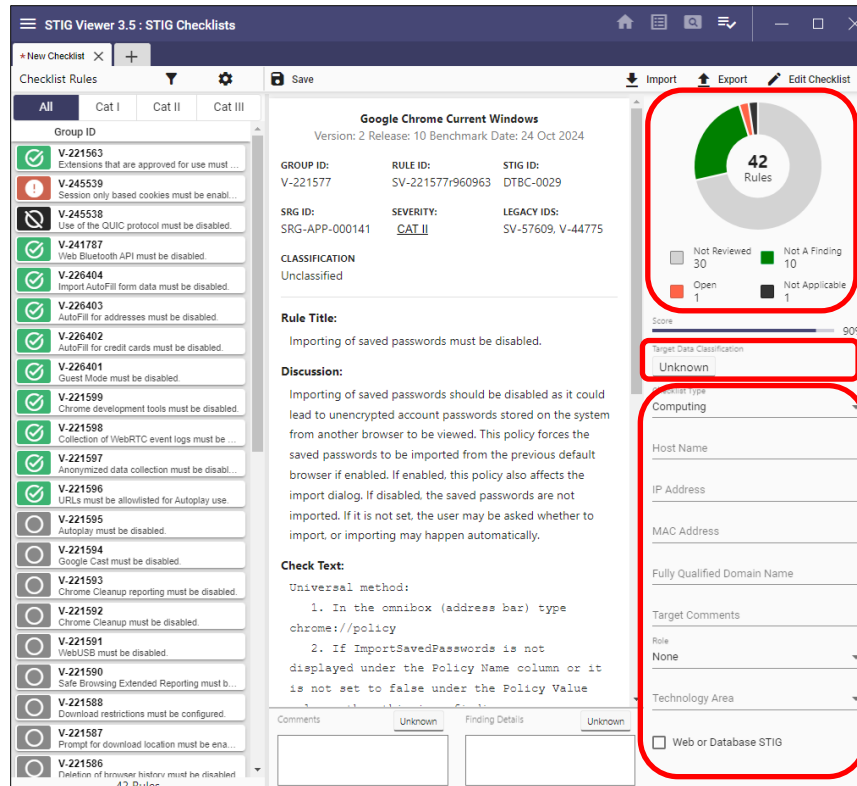 STIG Viewer 3.5 : STIG Checklists
* New Checklist
Checklist Rules
Save
Import
Export
Edit Checklist
All
Cat I
Cat II
Cat III
Group ID
V-221563
Extensions that are approved for use must ...
V-245539
Session only based cookies must be enabl...
V-245538
Use of the QUIC protocol must be disabled.
V-241787
Web Bluetooth API must be disabled.
V-226404
Import AutoFill form data must be disabled.
V-226403
AutoFill for addresses must be disabled.
V-226402
AutoFill for credit cards must be disabled.
V-226401
Guest Mode must be disabled.
V-221599
Chrome development tools must be disabled.
V-221598
Collection of WebRTC event logs must be ...
V-221597
Anonymized data collection must be disabl...
V-221596
URLs must be allowlisted for Autoplay use.
V-221595
Autoplay must be disabled.
V-221594
Google Cast must be disabled.
V-221593
Chrome Cleanup reporting must be disabled.
V-221592
Chrome Cleanup must be disabled.
V-221591
WebUSB must be disabled.
V-221590
Safe Browsing Extended Reporting must b...
V-221588
Download restrictions must be configured.
V-221587
Prompt for download location must be ena...
V-221586
Deletion of browser history must be disabled.
42 Rules
Google Chrome Current Windows
Version: 2 Release: 10 Benchmark Date: 24 Oct 2024
GROUP ID:
V-221577
RULE ID:
SV-221577r960963
STIG ID:
DTBC-0029
SRG ID:
SRG-APP-000141
SEVERITY:
CAT II
LEGACY IDS:
SV-57609, V-44775
CLASSIFICATION
Unclassified
Rule Title:
Importing of saved passwords must be disabled.
Discussion:
Importing of saved passwords should be disabled as it could
lead to unencrypted account passwords stored on the system
from another browser to be viewed. This policy forces the
saved passwords to be imported from the previous default
browser if enabled. If enabled, this policy also affects the
import dialog. If disabled, the saved passwords are not
imported. If it is not set, the user may be asked whether to
import, or importing may happen automatically.
Check Text:
Universal method:
1. In the omnibox (address bar) type
chrome://policy
2. If ImportSavedPasswords is not
displayed under the Policy Name column or it
is not set to false under the Policy Value
Comments
Unknown
Finding Details
Unknown
42
Rules
Not Reviewed
30
Not A Finding
10
Open
1
Not Applicable
1
Score
90%
Target Data Classification
Unknown
Checklist Type
Computing
Host Name
IP Address
MAC Address
Fully Qualified Domain Name
Target Comments
Role
None
Technology Area
Web or Database STIG